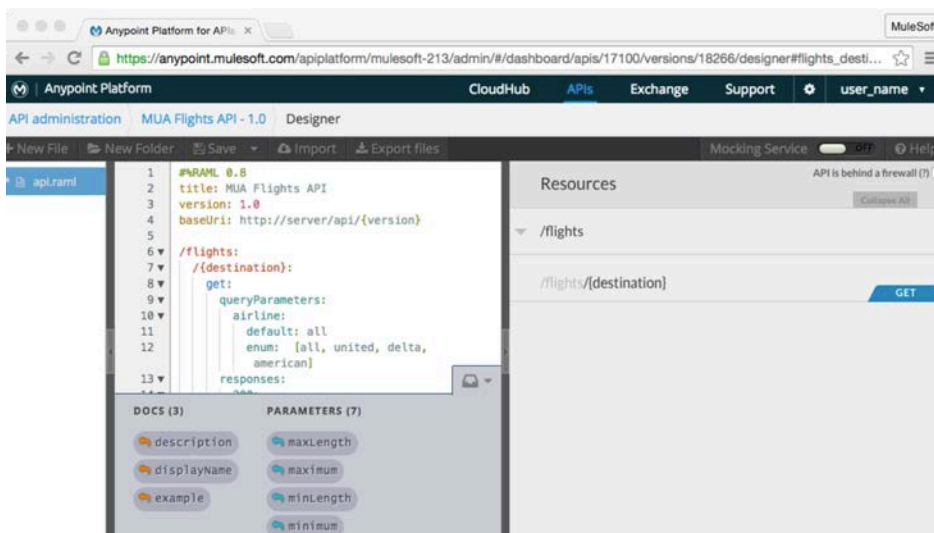 Anypoint Platform for APIs
MuleSof
https://anypoint.mulesoft.com/apiplatform/mulesoft-213/admin/#/dashboard/apis/17100/versions/18266/designer#flights_desti...
Anypoint Platform CloudHub APIs Exchange Support user_name
API administration MUA Flights API - 1.0 Designer
+ New File New Folder Save Import Export files Mocking Service OFF Help
api.raml
1 #%RAML 0.8
2 title: MUA Flights API
3 version: 1.0
4 baseUri: http://server/api/{version}
5
6 /flights:
7 /{destination}:
8 get:
9 queryParameters:
10 airline:
11 default: all
12 enum: [all, united, delta,
american]
13 responses:
Resources
API is behind a firewall (?)
Collapse All
/flights
/flights/{destination}
GET
DOCS (3) PARAMETERS (7)
description maxLength
displayName maximum
example minLength
minimum